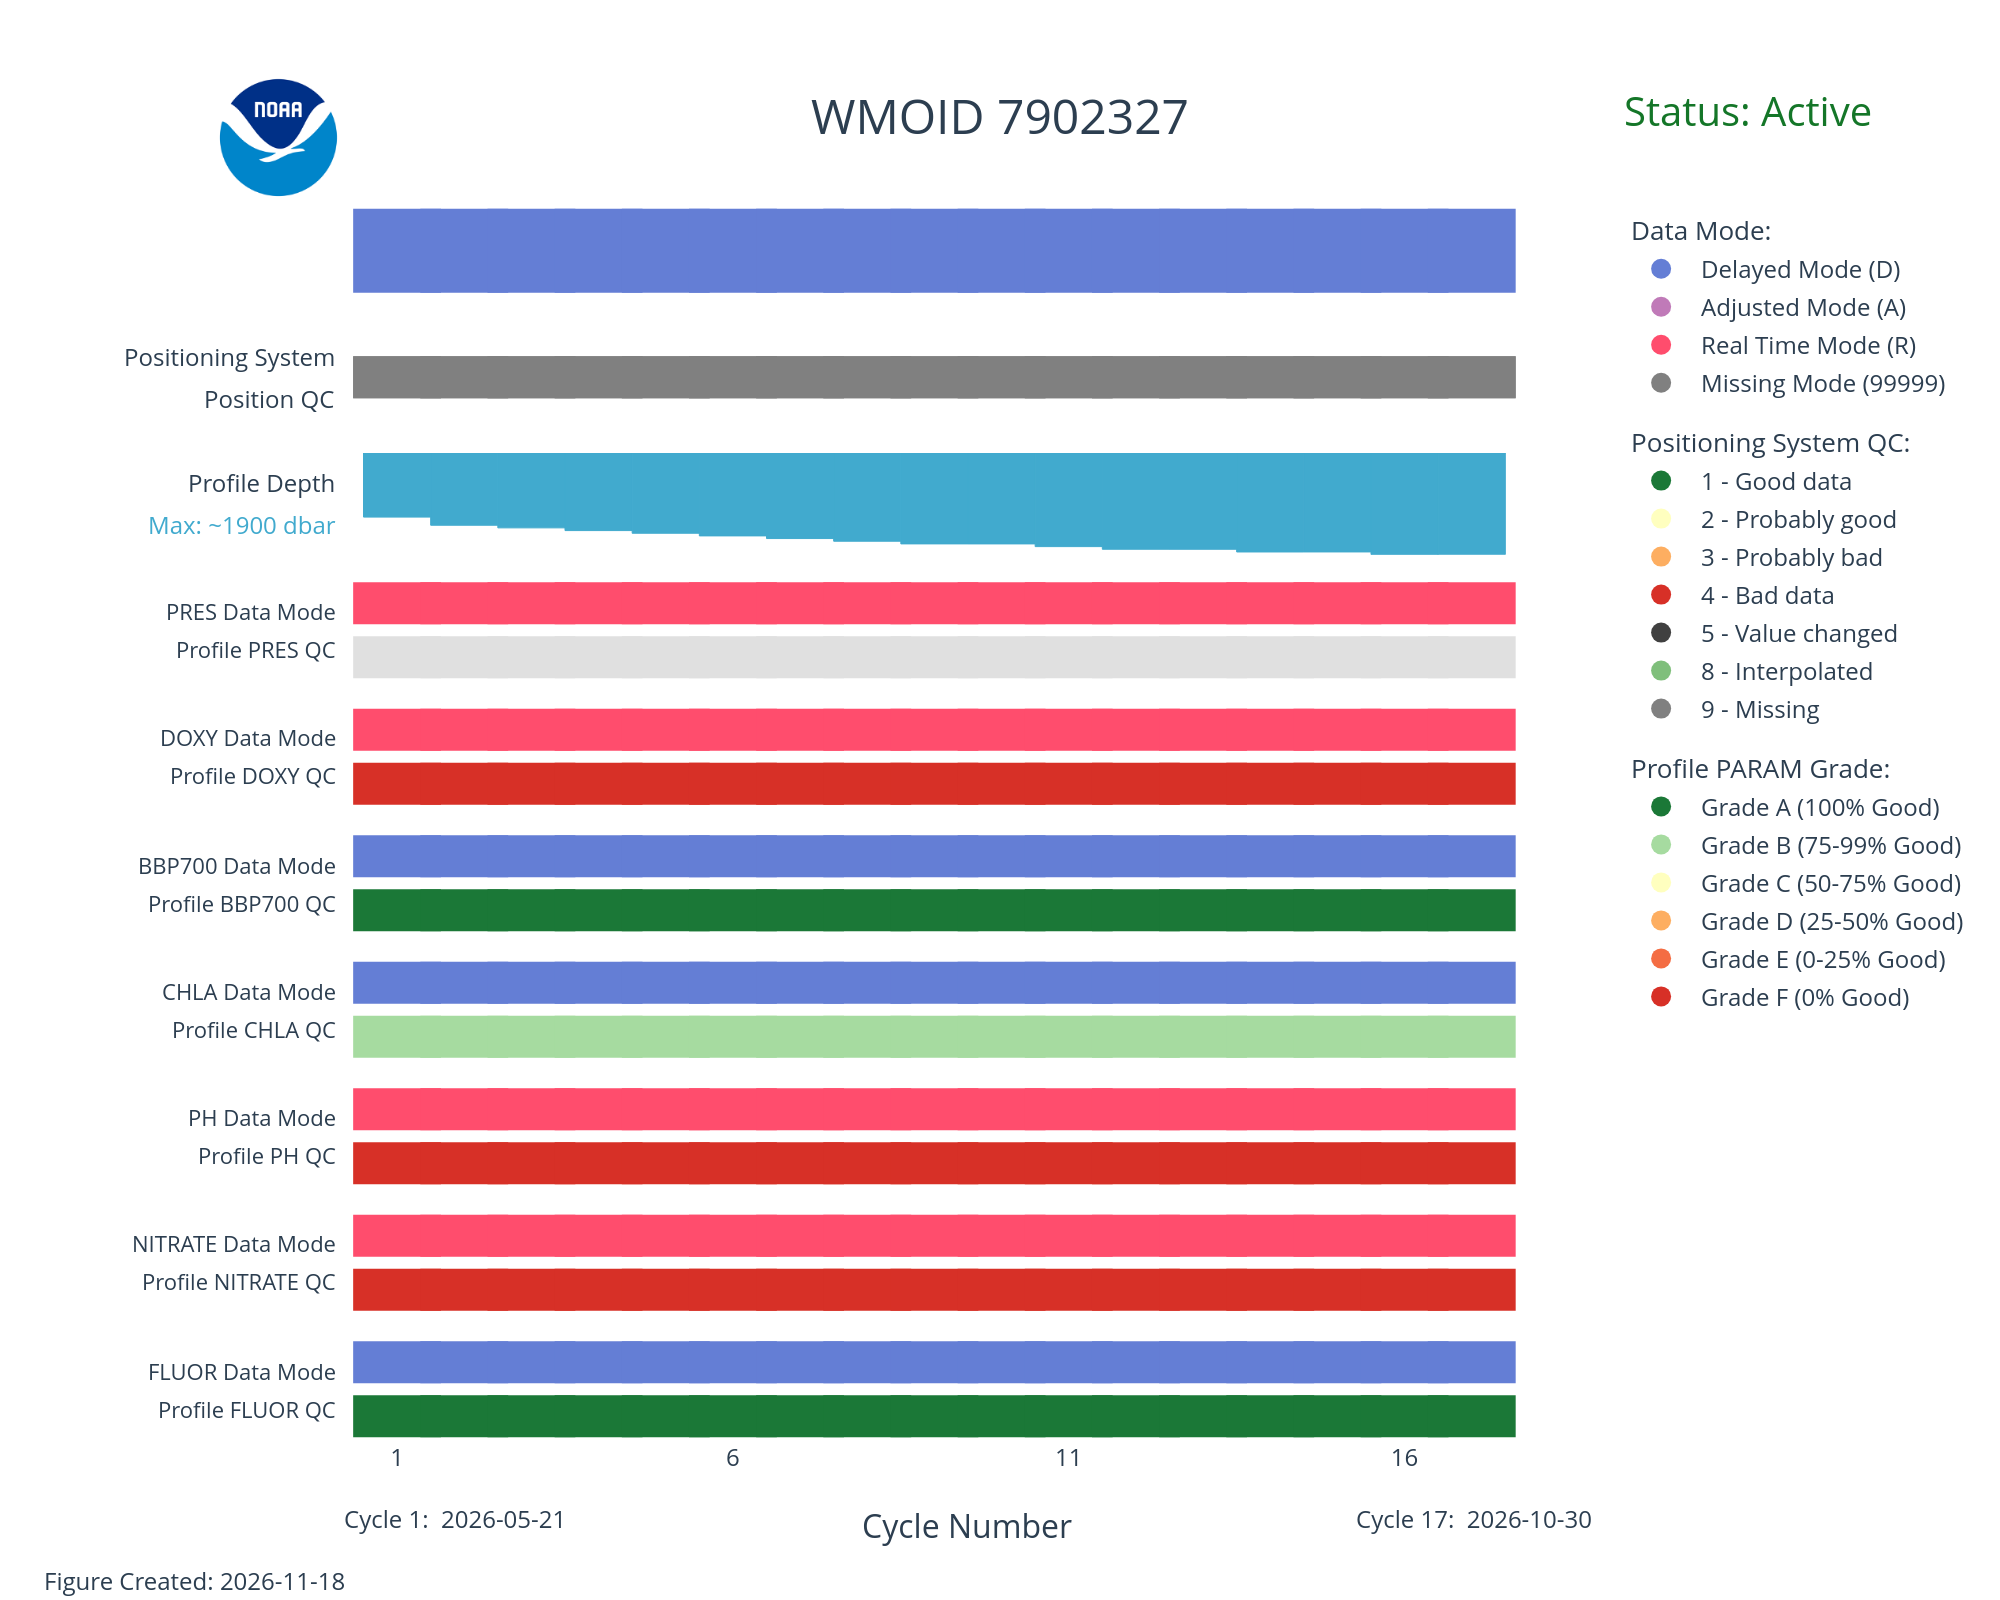 NOAA
WMOID 7902327
Status: Active
Positioning System
Position QC
Profile Depth
Max: ~1900 dbar
PRES Data Mode
Profile PRES QC
DOXY Data Mode
Profile DOXY QC
BBP700 Data Mode
Profile BBP700 QC
CHLA Data Mode
Profile CHLA QC
PH Data Mode
Profile PH QC
NITRATE Data Mode
Profile NITRATE QC
FLUOR Data Mode
Profile FLUOR QC
1 6 11 16
Cycle 1: 2026-05-21
Cycle Number
Cycle 17: 2026-10-30
Figure Created: 2026-11-18
Data Mode:
Delayed Mode (D)
Adjusted Mode (A)
Real Time Mode (R)
Missing Mode (99999)
Positioning System QC:
1 - Good data
2 - Probably good
3 - Probably bad
4 - Bad data
5 - Value changed
8 - Interpolated
9 - Missing
Profile PARAM Grade:
Grade A (100% Good)
Grade B (75-99% Good)
Grade C (50-75% Good)
Grade D (25-50% Good)
Grade E (0-25% Good)
Grade F (0% Good)